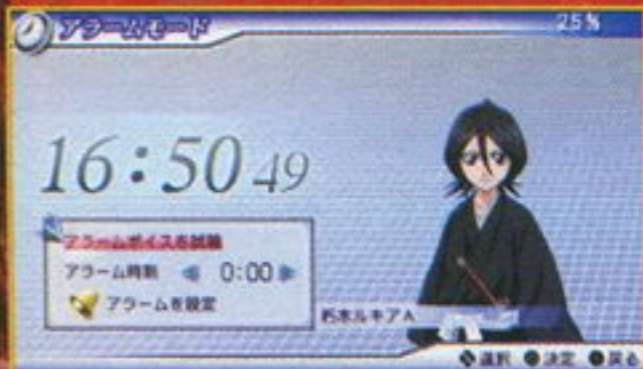 アラームモード
25%
16:50 49
アラームボイスを試聴
アラーム時刻 0:00
アラームを設定
朽木ルキアA
選択 決定 戻る